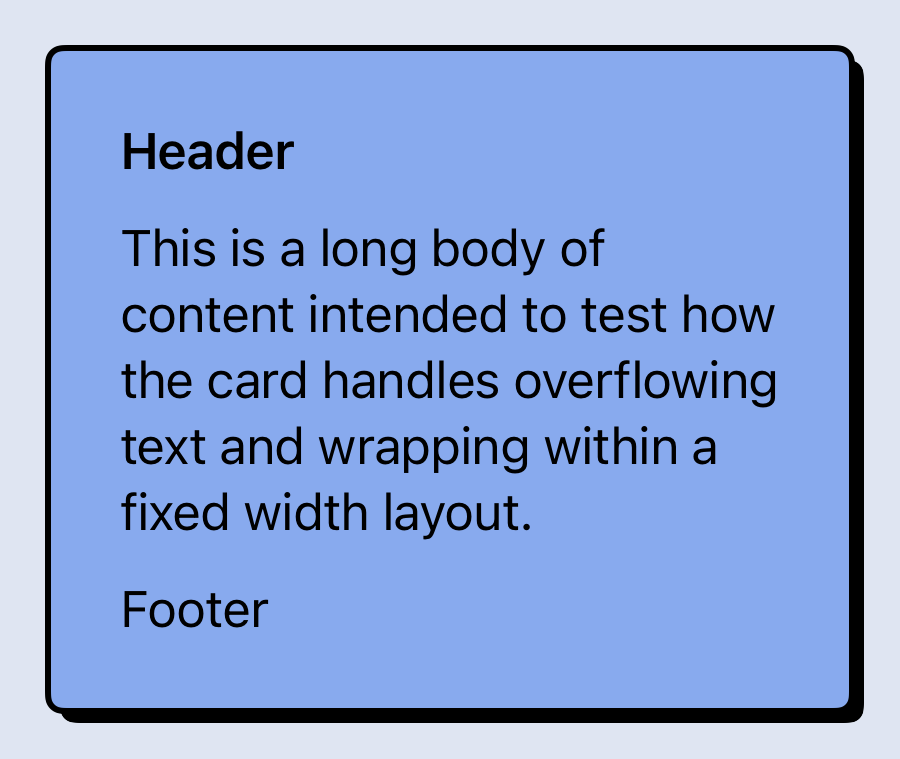 Header
This is a long body of
content intended to test how
the card handles overflowing
text and wrapping within a
fixed width layout.
Footer